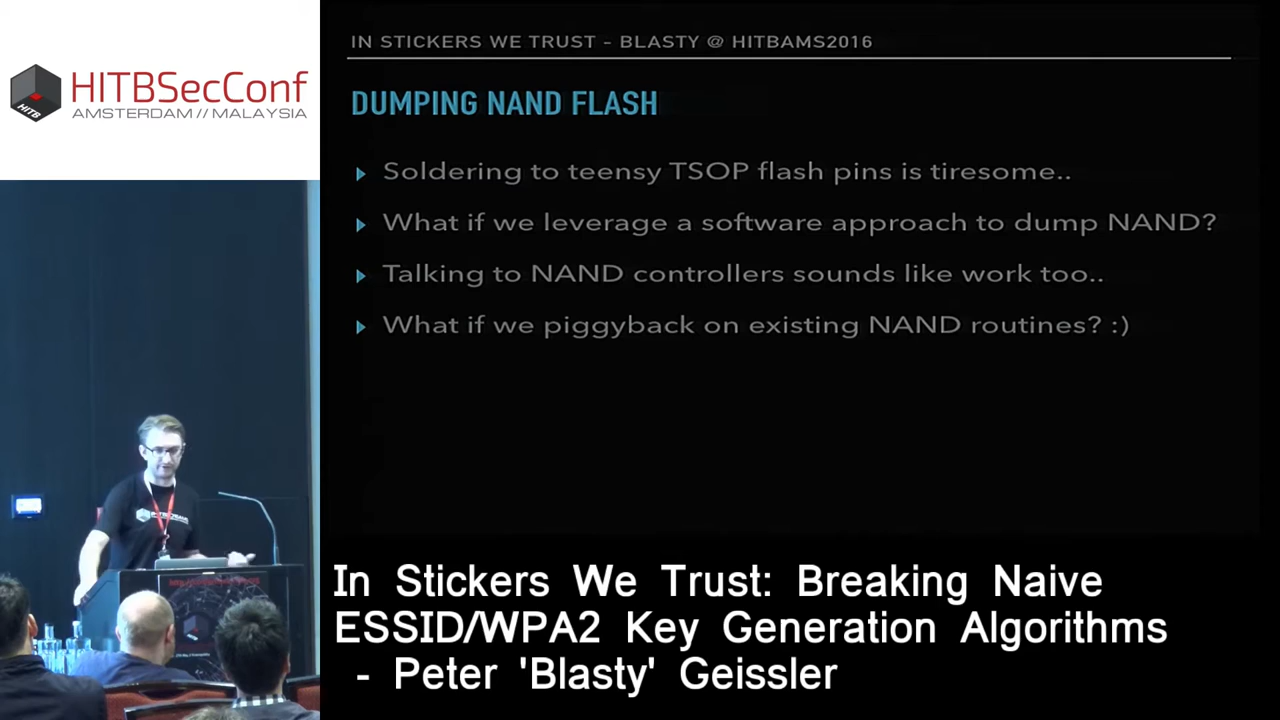 HITBSecConf
AMSTERDAM // MALAYSIA
HITB
IN STICKERS WE TRUST - BLASTY @ HITBAMS2016
DUMPING NAND FLASH
Soldering to teensy TSOP flash pins is tiresome..
What if we leverage a software approach to dump NAND?
Talking to NAND controllers sounds like work too..
What if we piggyback on existing NAND routines? :)
In Stickers We Trust: Breaking Naive
ESSID/WPA2 Key Generation Algorithms
- Peter 'Blasty' Geissler